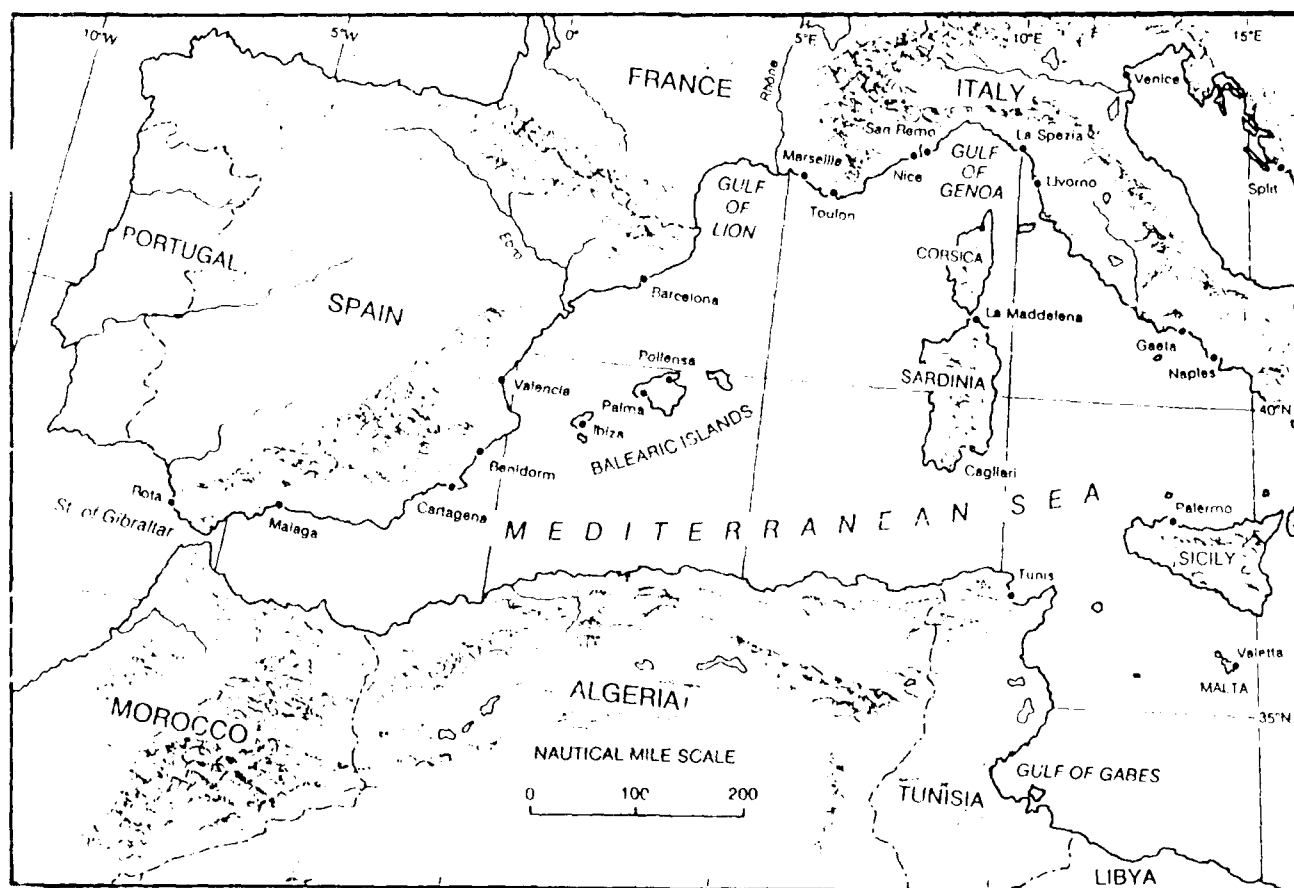 10°W
5°W
0°
5°E
10°E
15°E
FRANCE
Rhône
ITALY
Venice
San Remo
La Spezia
Marseille
Nice
GULF
OF
GENOA
Livorno
Split
GULF
OF
LION
Toulon
PORTUGAL
Ebro
CORSICA
Barcelona
SPAIN
La Maddelena
Gaeta
Pollensa
Naples
Valencia
Palma
SARDINIA
40°N
Ibiza
BALEARIC ISLANDS
Benidorm
Cagliari
Rota
Cartagena
St. of Gibraltar
Malaga
MEDITERRANEAN SEA
Palermo
SICILY
Tunis
Valetta
MALTA
ALGERIA
MOROCCO
35°N
NAUTICAL MILE SCALE
0 100 200
GULF OF GABES
TUNISIA
LIBYA